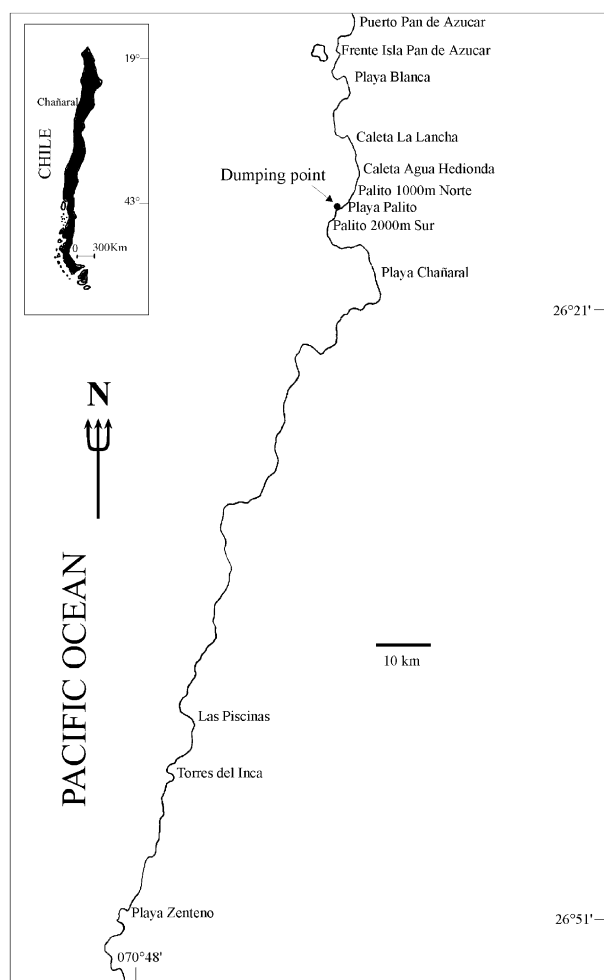 Puerto Pan de Azucar
Frente Isla Pan de Azucar
Playa Blanca
Caleta La Lancha
Caleta Agua Hedionda
Dumping point
Palito 1000m Norte
Playa Palito
Palito 2000m Sur
Playa Chañaral
26°21'
19°
Chañaral
CHILE
43°
0 300Km
N
PACIFIC OCEAN
10 km
Las Piscinas
Torres del Inca
Playa Zenteno
26°51'
070°48'